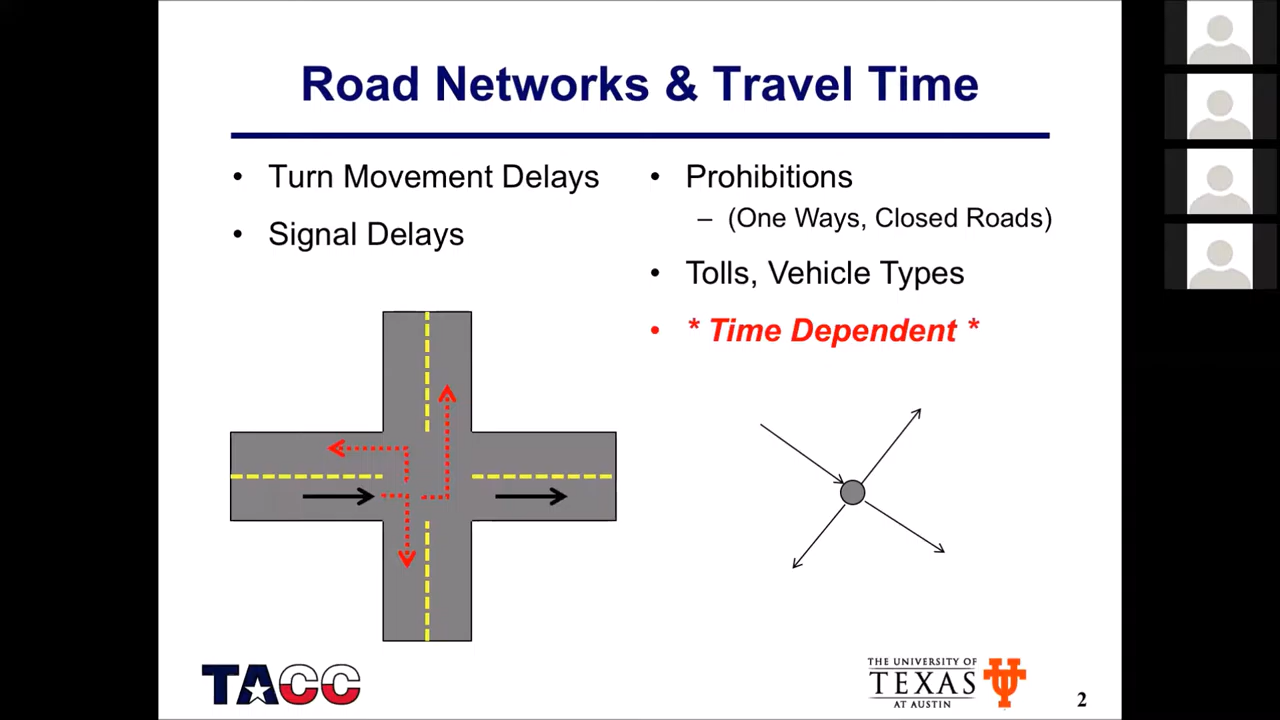 Road Networks & Travel Time
• Turn Movement Delays
• Signal Delays
• Prohibitions
– (One Ways, Closed Roads)
• Tolls, Vehicle Types
• * Time Dependent *
TACC
THE UNIVERSITY OF
TEXAS
AT AUSTIN
2